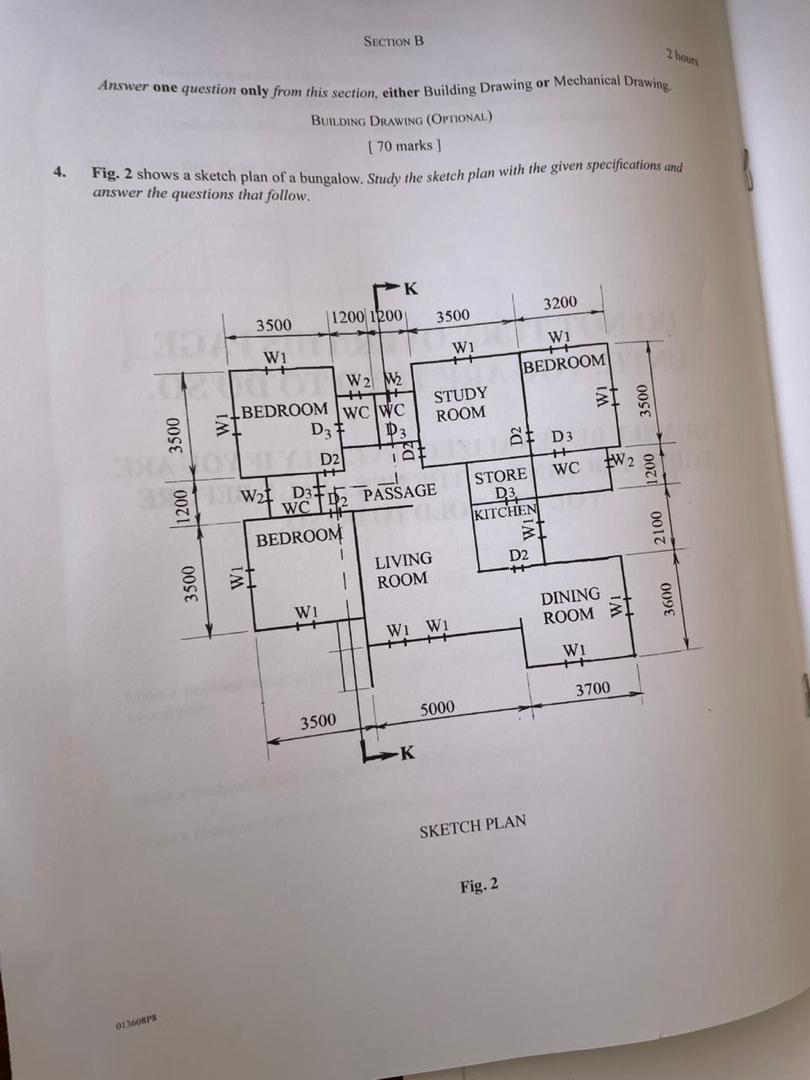 SECTION B
2 hours
Answer one question only from this section, either Building Drawing or Mechanical Drawing.
BUILDING DRAWING (OPTIONAL)
[ 70 marks ]
4. Fig. 2 shows a sketch plan of a bungalow. Study the sketch plan with the given specifications and
answer the questions that follow.
K
3500 1200 1200 3500 3200
W1 W2 W2 W1 W1
BEDROOM WC WC STUDY ROOM BEDROOM
W1 D3 D3 D2 D2 W1
3500 3500
D2 D3
STORE WC W2
W2 D3 D2 PASSAGE D3
WC KITCHEN
1200 1200
BEDROOM W1
LIVING ROOM D2
2100
W1
3500
W1 W1 W1
DINING ROOM W1
3600
W1
3500 5000 3700
K
SKETCH PLAN
Fig. 2
013608P8